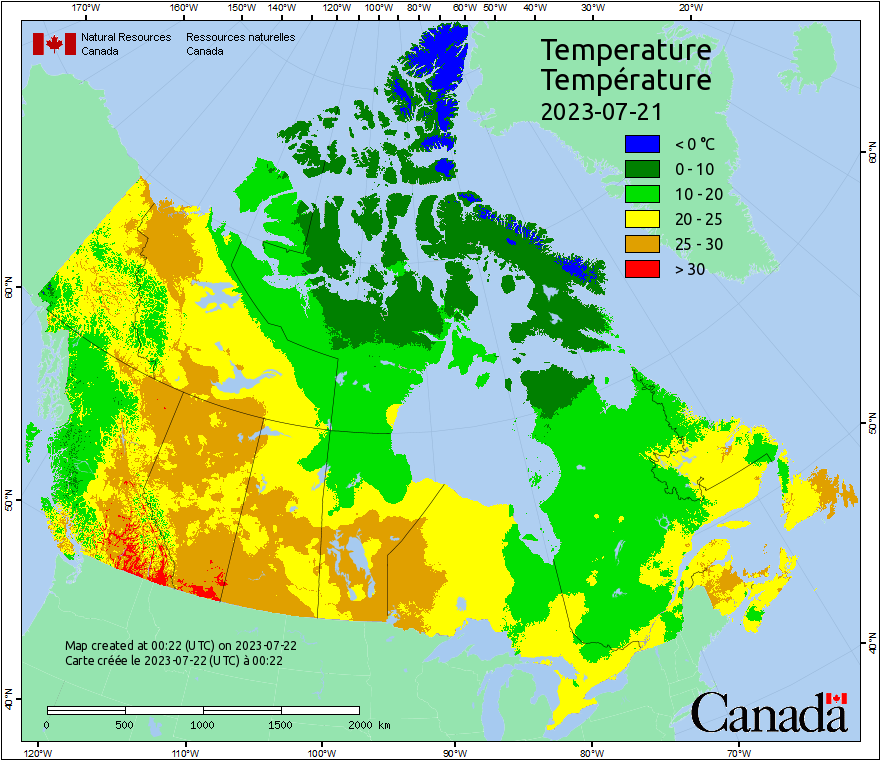 170°W 160°W 150°W 140°W 130°W 120°W 110°W 100°W 80°W 60°W 50°W 40°W 30°W 20°W
Natural Resources Canada
Ressources naturelles Canada
Temperature
Température
2023-07-21
< 0 °C
0 - 10
10 - 20
20 - 25
25 - 30
> 30
60°N
50°N
40°N
60°N
50°N
40°N
Map created at 00:22 (UTC) on 2023-07-22
Carte créée le 2023-07-22 (UTC) à 00:22
0 500 1000 1500 2000 km
Canada
120°W 110°W 100°W 90°W 80°W 70°W